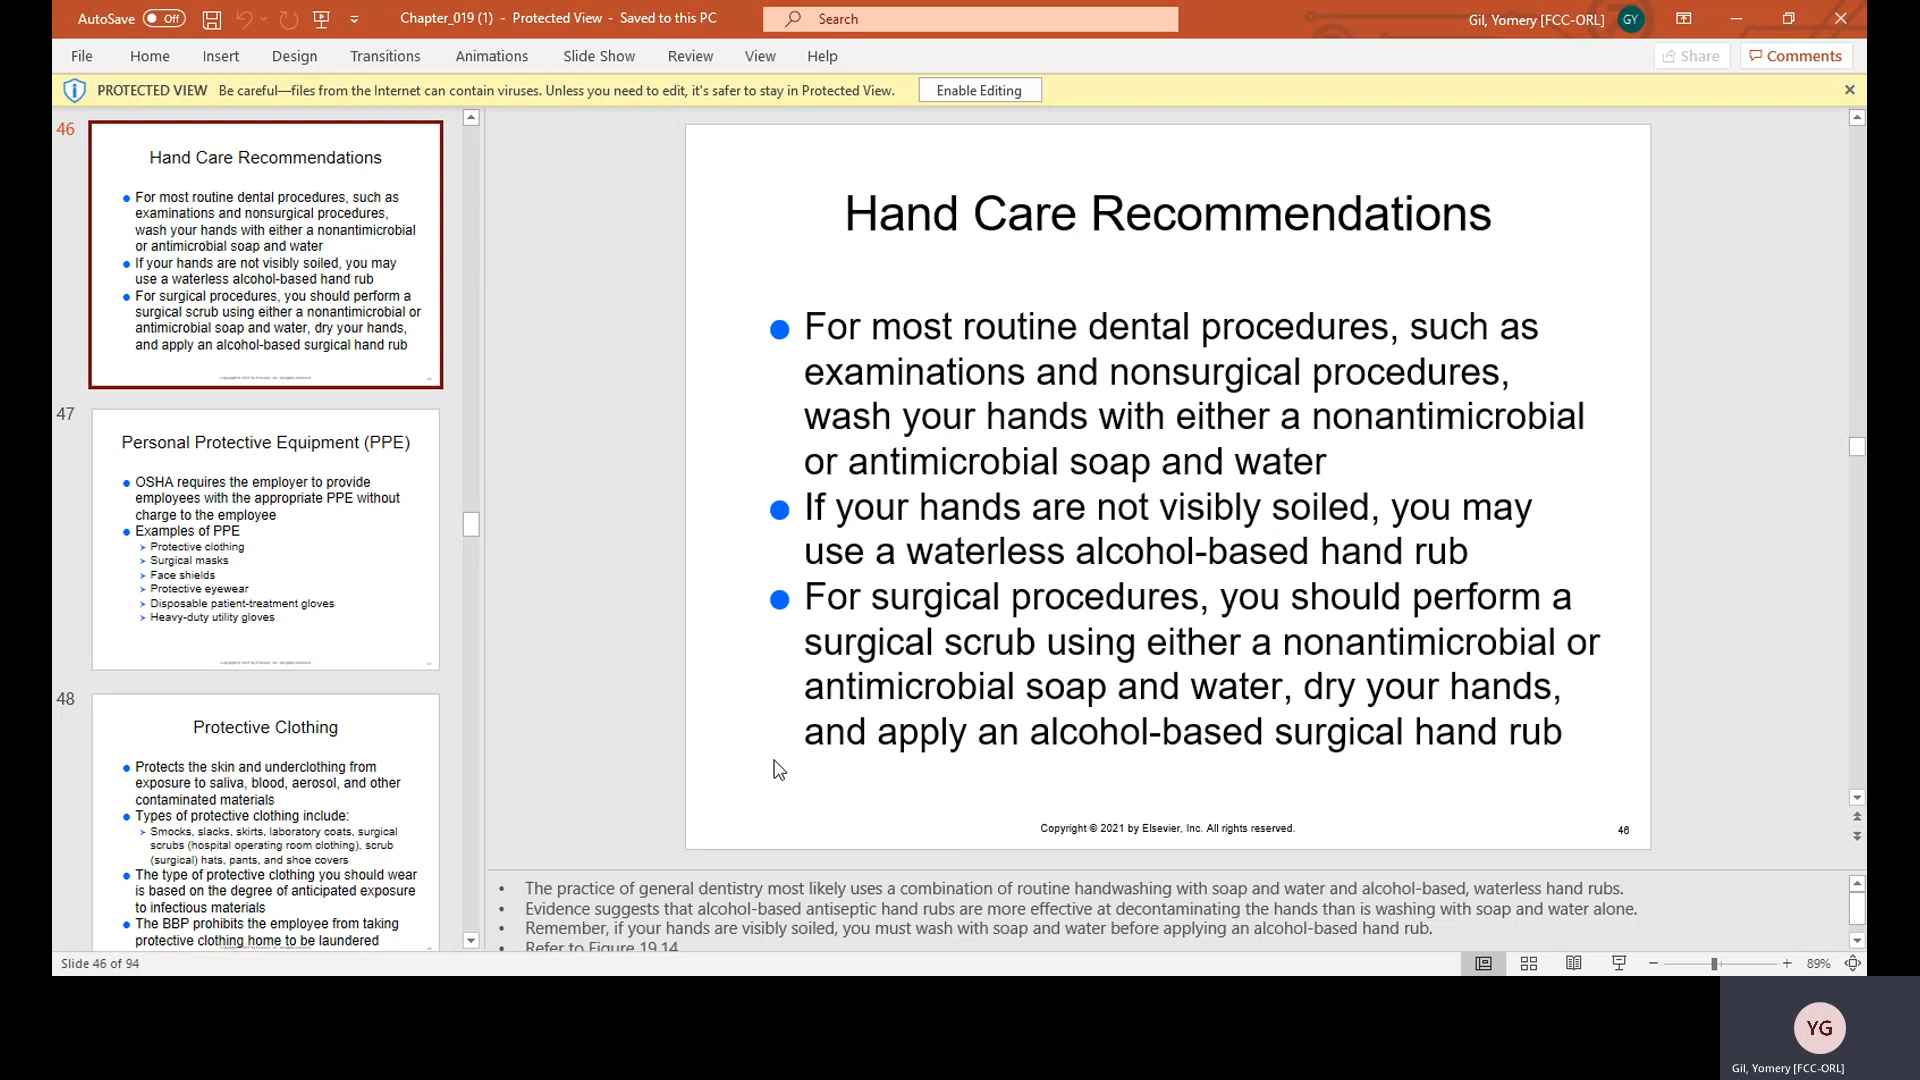 AutoSave Off Chapter_019 (1) - Protected View - Saved to this PC Search Gil, Yomery [FCC-ORL] GY
File Home Insert Design Transitions Animations Slide Show Review View Help Share Comments
PROTECTED VIEW Be careful—files from the Internet can contain viruses. Unless you need to edit, it's safer to stay in Protected View. Enable Editing
46
Hand Care Recommendations
For most routine dental procedures, such as
examinations and nonsurgical procedures,
wash your hands with either a nonantimicrobial
or antimicrobial soap and water
If your hands are not visibly soiled, you may
use a waterless alcohol-based hand rub
For surgical procedures, you should perform a
surgical scrub using either a nonantimicrobial or
antimicrobial soap and water, dry your hands,
and apply an alcohol-based surgical hand rub
47
Personal Protective Equipment (PPE)
OSHA requires the employer to provide
employees with the appropriate PPE without
charge to the employee
Examples of PPE
Protective clothing
Surgical masks
Face shields
Protective eyewear
Disposable patient-treatment gloves
Heavy-duty utility gloves
48
Protective Clothing
Protects the skin and underclothing from
exposure to saliva, blood, aerosol, and other
contaminated materials
Types of protective clothing include:
Smocks, slacks, skirts, laboratory coats, surgical
scrubs (hospital operating room clothing), scrub
(surgical) hats, pants, and shoe covers
The type of protective clothing you should wear
is based on the degree of anticipated exposure
to infectious materials
The BBP prohibits the employee from taking
protective clothing home to be laundered
Hand Care Recommendations
For most routine dental procedures, such as
examinations and nonsurgical procedures,
wash your hands with either a nonantimicrobial
or antimicrobial soap and water
If your hands are not visibly soiled, you may
use a waterless alcohol-based hand rub
For surgical procedures, you should perform a
surgical scrub using either a nonantimicrobial or
antimicrobial soap and water, dry your hands,
and apply an alcohol-based surgical hand rub
Copyright © 2021 by Elsevier, Inc. All rights reserved.
46
• The practice of general dentistry most likely uses a combination of routine handwashing with soap and water and alcohol-based, waterless hand rubs.
• Evidence suggests that alcohol-based antiseptic hand rubs are more effective at decontaminating the hands than is washing with soap and water alone.
• Remember, if your hands are visibly soiled, you must wash with soap and water before applying an alcohol-based hand rub.
• Refer to Figure 19.14
Slide 46 of 94 89%
YG
Gil, Yomery [FCC-ORL]